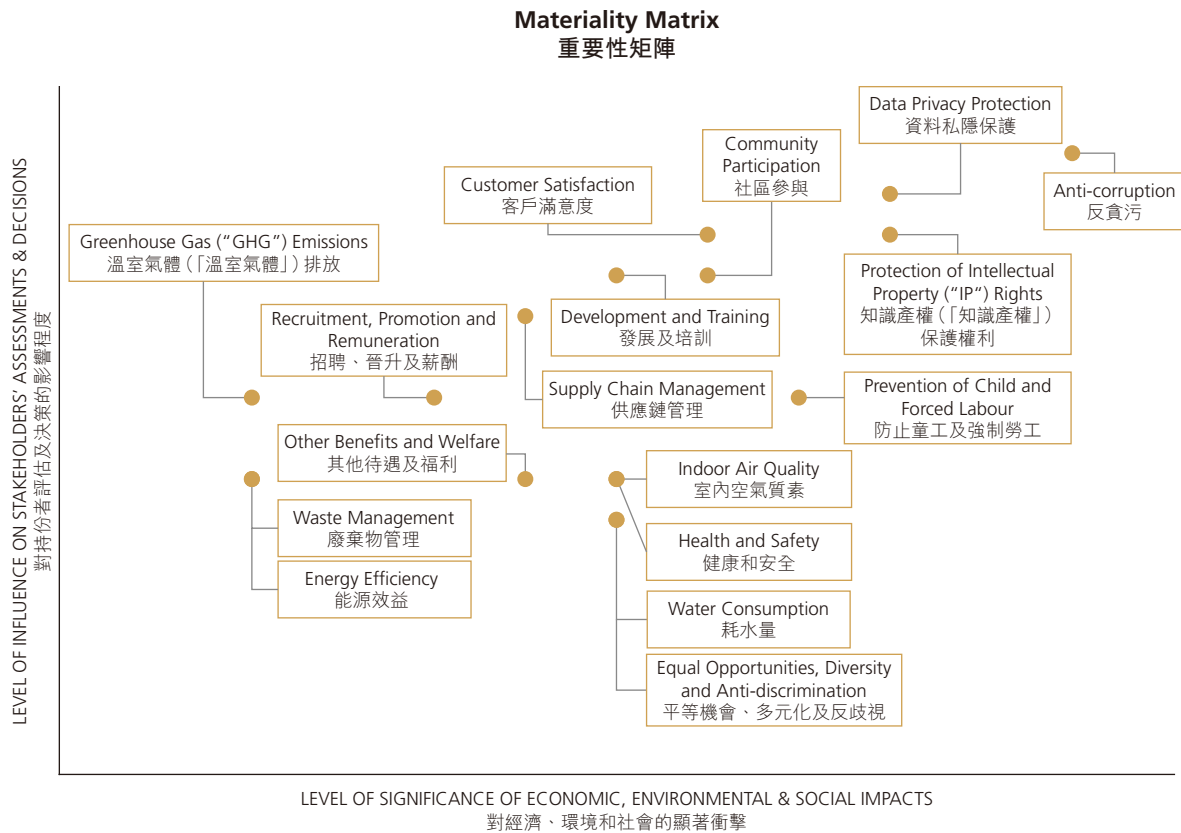 Materiality Matrix
重要性矩陣
LEVEL OF INFLUENCE ON STAKEHOLDERS' ASSESSMENTS & DECISIONS
對持份者評估及決策的影響程度
Data Privacy Protection
資料私隱保護
Community
Participation
社區參與
Anti-corruption
反貪污
Customer Satisfaction
客戶滿意度
Greenhouse Gas (“GHG”) Emissions
溫室氣體(「溫室氣體」)排放
Protection of Intellectual
Property (“IP“) Rights
知識產權(「知識產權」)
保護權利
Recruitment, Promotion and
Remuneration
招聘、晉升及薪酬
Development and Training
發展及培訓
Supply Chain Management
供應鏈管理
Prevention of Child and
Forced Labour
防止童工及強制勞工
Other Benefits and Welfare
其他待遇及福利
Indoor Air Quality
室內空氣質素
Waste Management
廢棄物管理
Health and Safety
健康和安全
Energy Efficiency
能源效益
Water Consumption
耗水量
Equal Opportunities, Diversity
and Anti-discrimination
平等機會、多元化及反歧視
LEVEL OF SIGNIFICANCE OF ECONOMIC, ENVIRONMENTAL & SOCIAL IMPACTS
對經濟、環境和社會的顯著衝擊